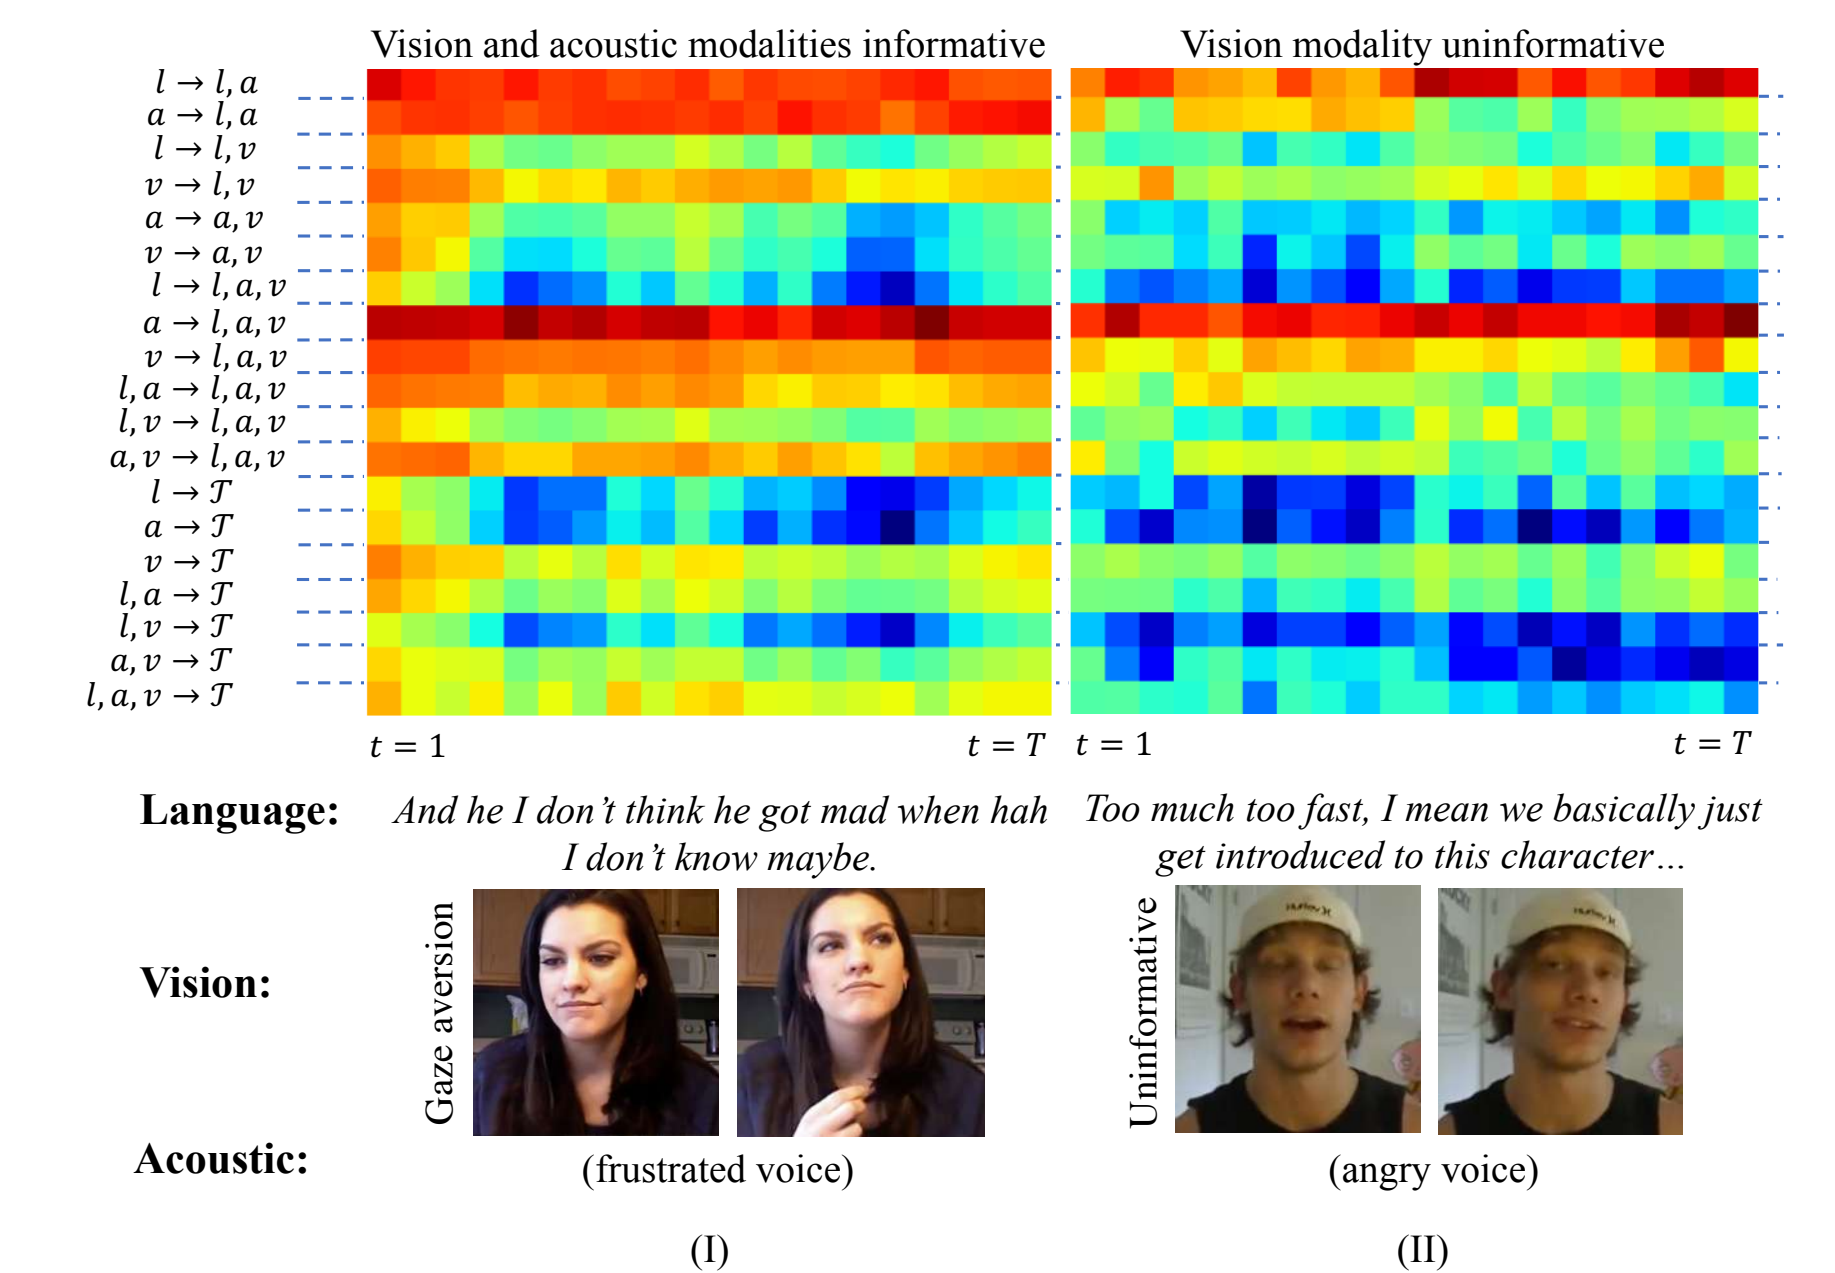 Vision and acoustic modalities informative
Vision modality uninformative
l → l, a
a → l, a
l → l, v
v → l, v
a → a, v
v → a, v
l → l, a, v
a → l, a, v
v → l, a, v
l, a → l, a, v
l, v → l, a, v
a, v → l, a, v
l → 𝒯
a → 𝒯
v → 𝒯
l, a → 𝒯
l, v → 𝒯
a, v → 𝒯
l, a, v → 𝒯
t = 1
t = T
t = 1
t = T
Language:
And he I don't think he got mad when hah
I don't know maybe.
Too much too fast, I mean we basically just
get introduced to this character…
Vision:
Gaze aversion
Uninformative
Hurley
Hurley
Acoustic:
(frustrated voice)
(angry voice)
(I)
(II)